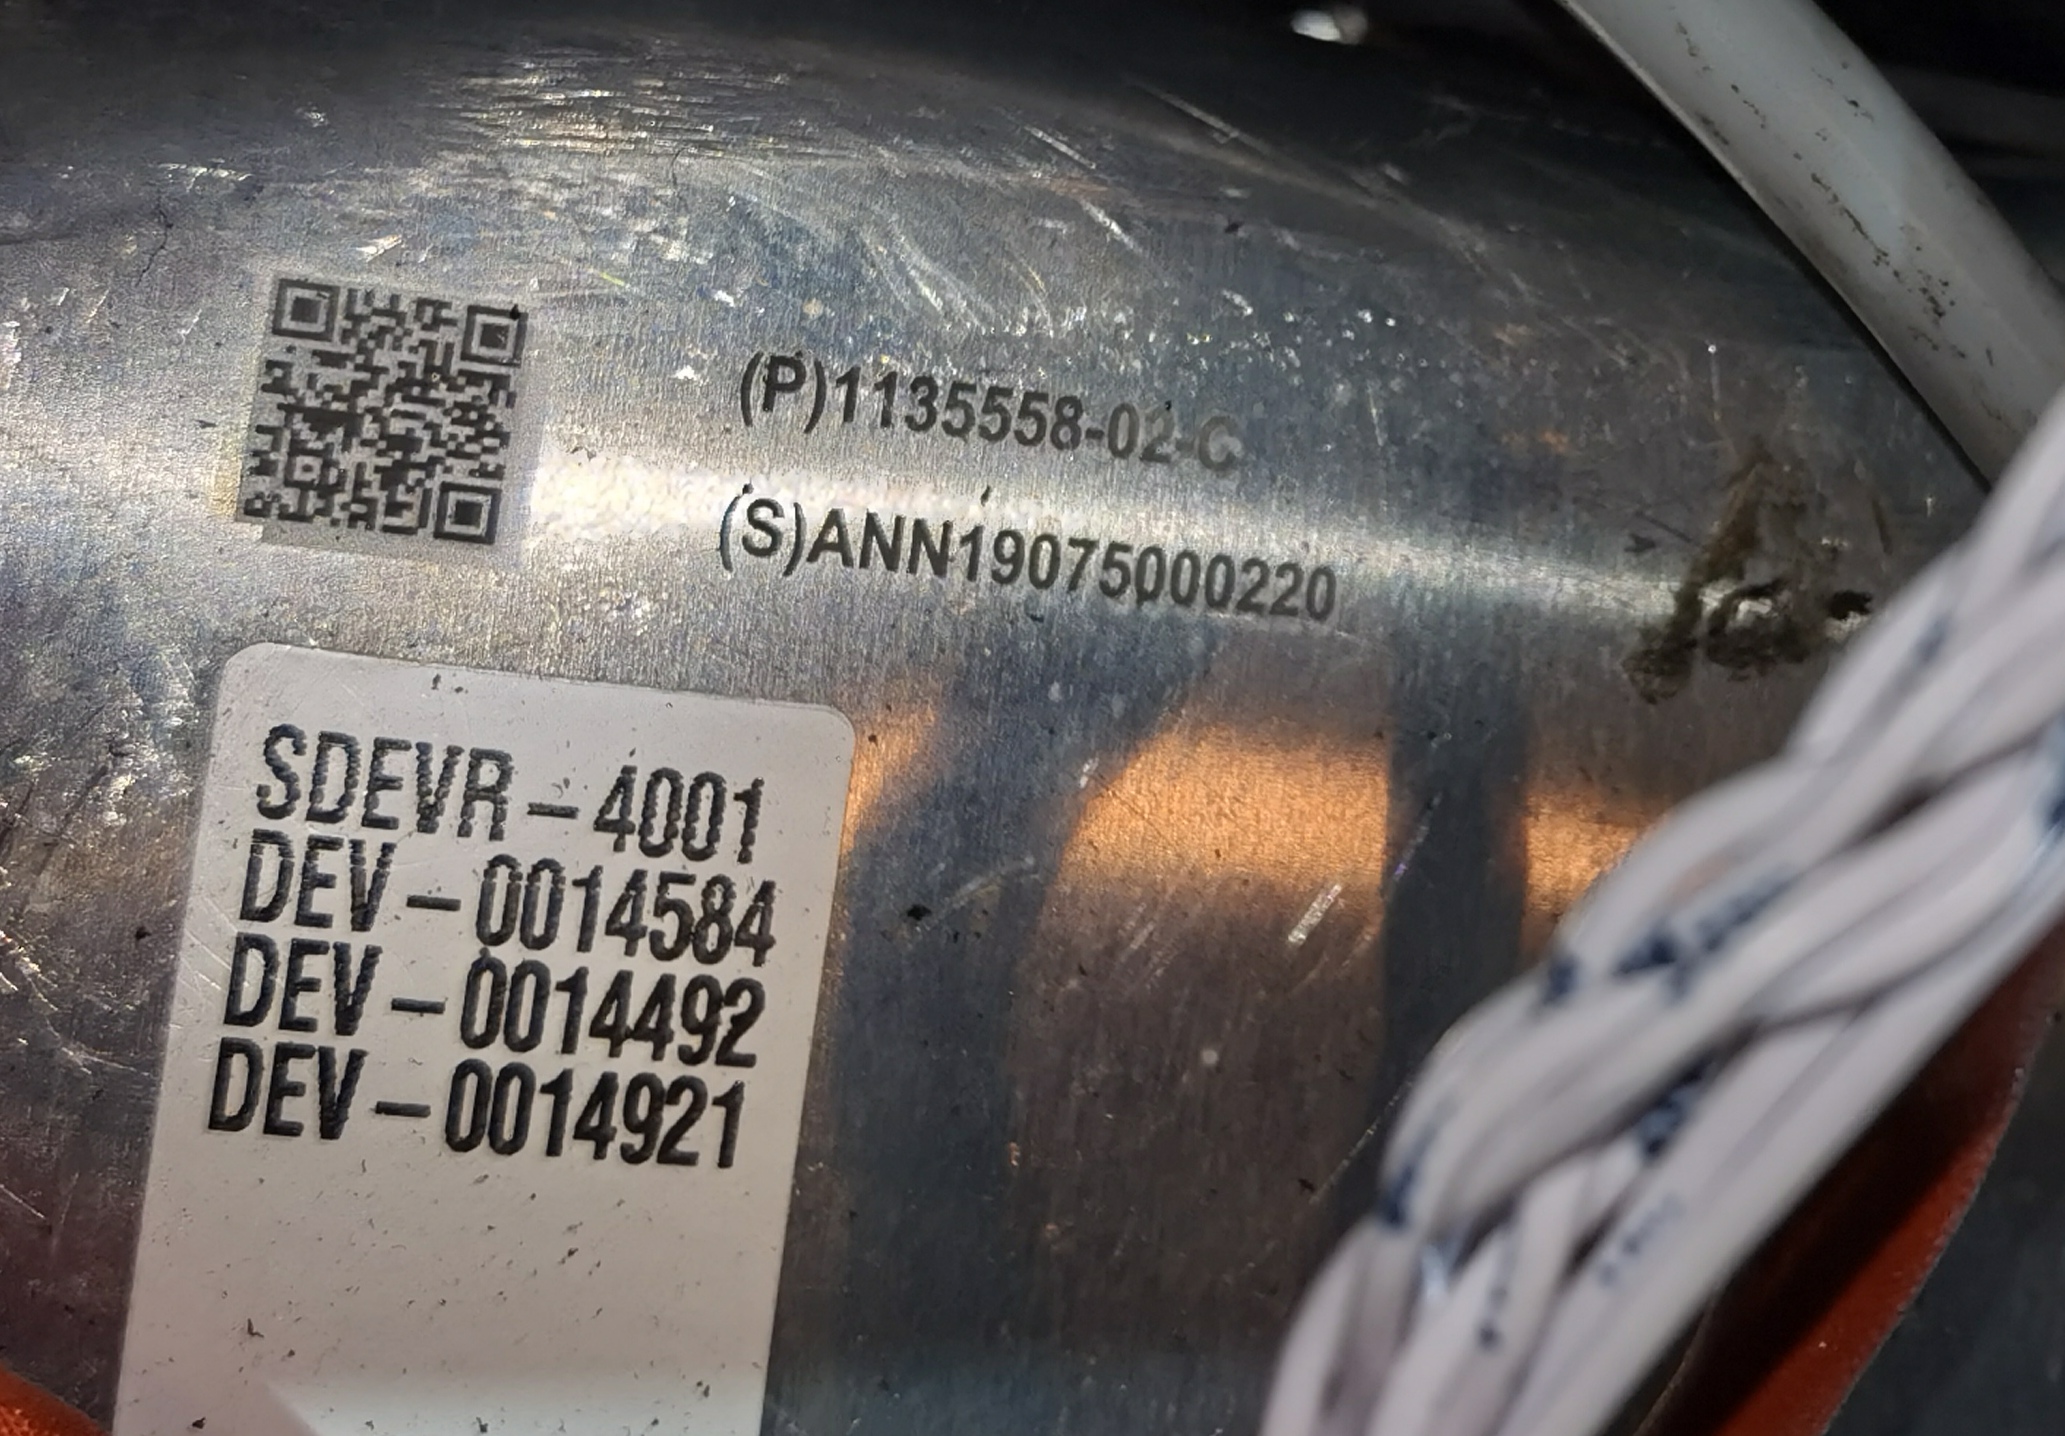 (P)1135558-02-C
(S)ANN19075000220
SDEVR-4001
DEV-0014584
DEV-0014492
DEV-0014921